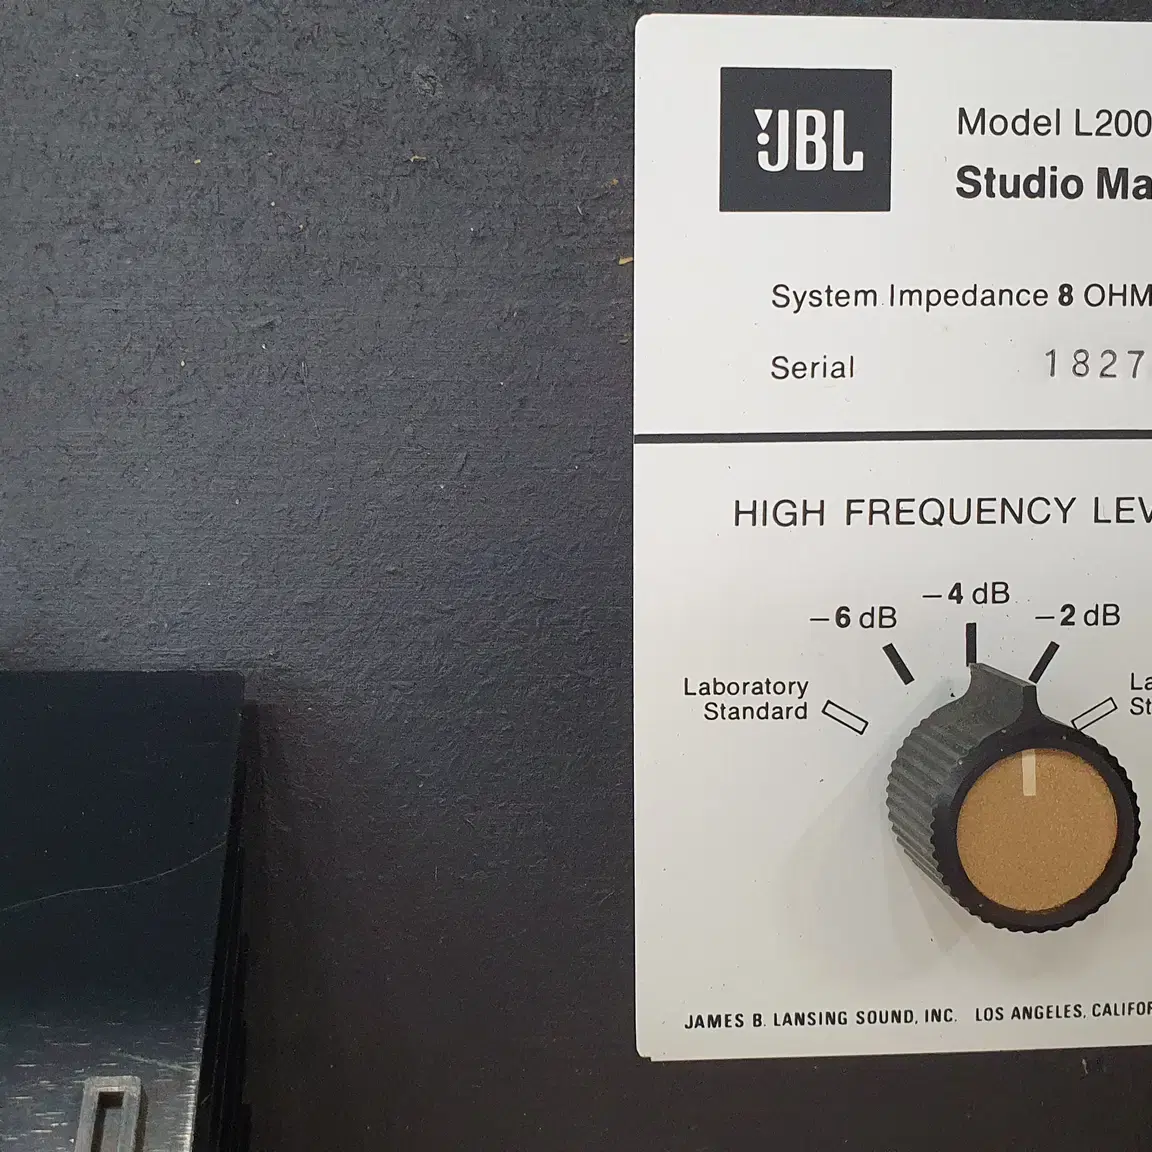 JBL
Model L200
Studio Ma
System Impedance 8 OHM
Serial 1827
HIGH FREQUENCY LEV
−4 dB
−6 dB
−2 dB
Laboratory
Standard
La
St
JAMES B. LANSING SOUND, INC. LOS ANGELES, CALIFOR